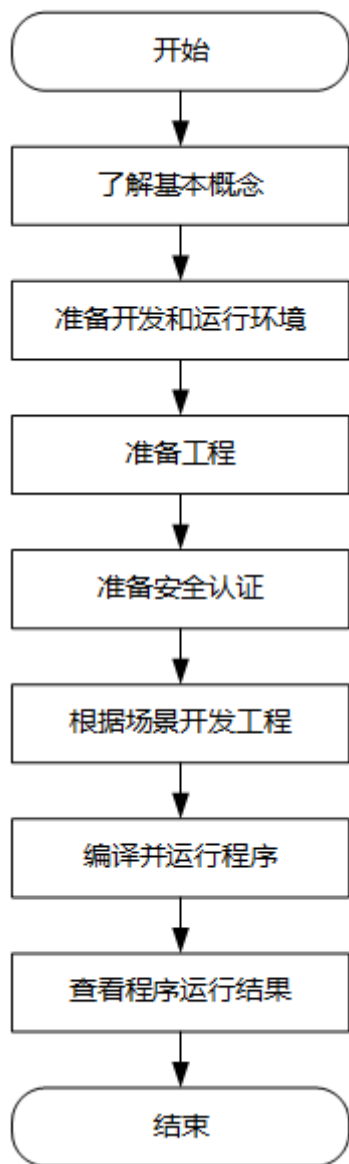 开始
了解基本概念
准备开发和运行环境
准备工程
准备安全认证
根据场景开发工程
编译并运行程序
查看程序运行结果
结束